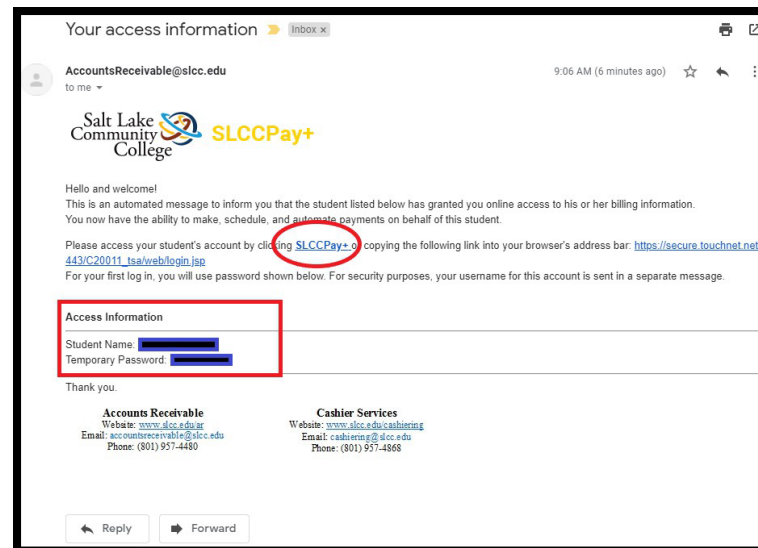 Your access information Inbox x
AccountsReceivable@slcc.edu 9:06 AM (6 minutes ago)
to me
Salt Lake
Community
College
SLCCPay+
Hello and welcome!
This is an automated message to inform you that the student listed below has granted you online access to his or her billing information.
You now have the ability to make, schedule, and automate payments on behalf of this student.
Please access your student's account by clicking SLCCPay+ or copying the following link into your browser's address bar: https://secure.touchnet.net
443/C20011_tsa/web/login.jsp
For your first log in, you will use password shown below. For security purposes, your username for this account is sent in a separate message.
Access Information
Student Name:
Temporary Password:
Thank you.
Accounts Receivable
Website: www.slcc.edu/ar
Email: accountsreceivable@slcc.edu
Phone: (801) 957-4480
Cashier Services
Website: www.slcc.edu/cashiering
Email: cashiering@slcc.edu
Phone: (801) 957-4868
Reply
Forward